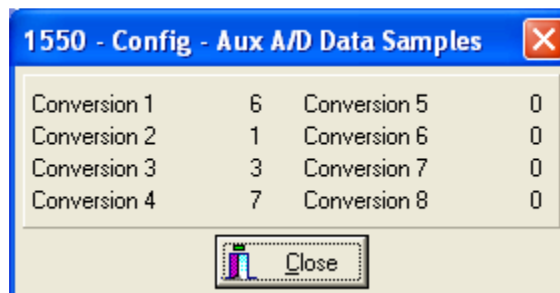 1550 - Config - Aux A/D Data Samples
Conversion 1 6 Conversion 5 0
Conversion 2 1 Conversion 6 0
Conversion 3 3 Conversion 7 0
Conversion 4 7 Conversion 8 0
Close